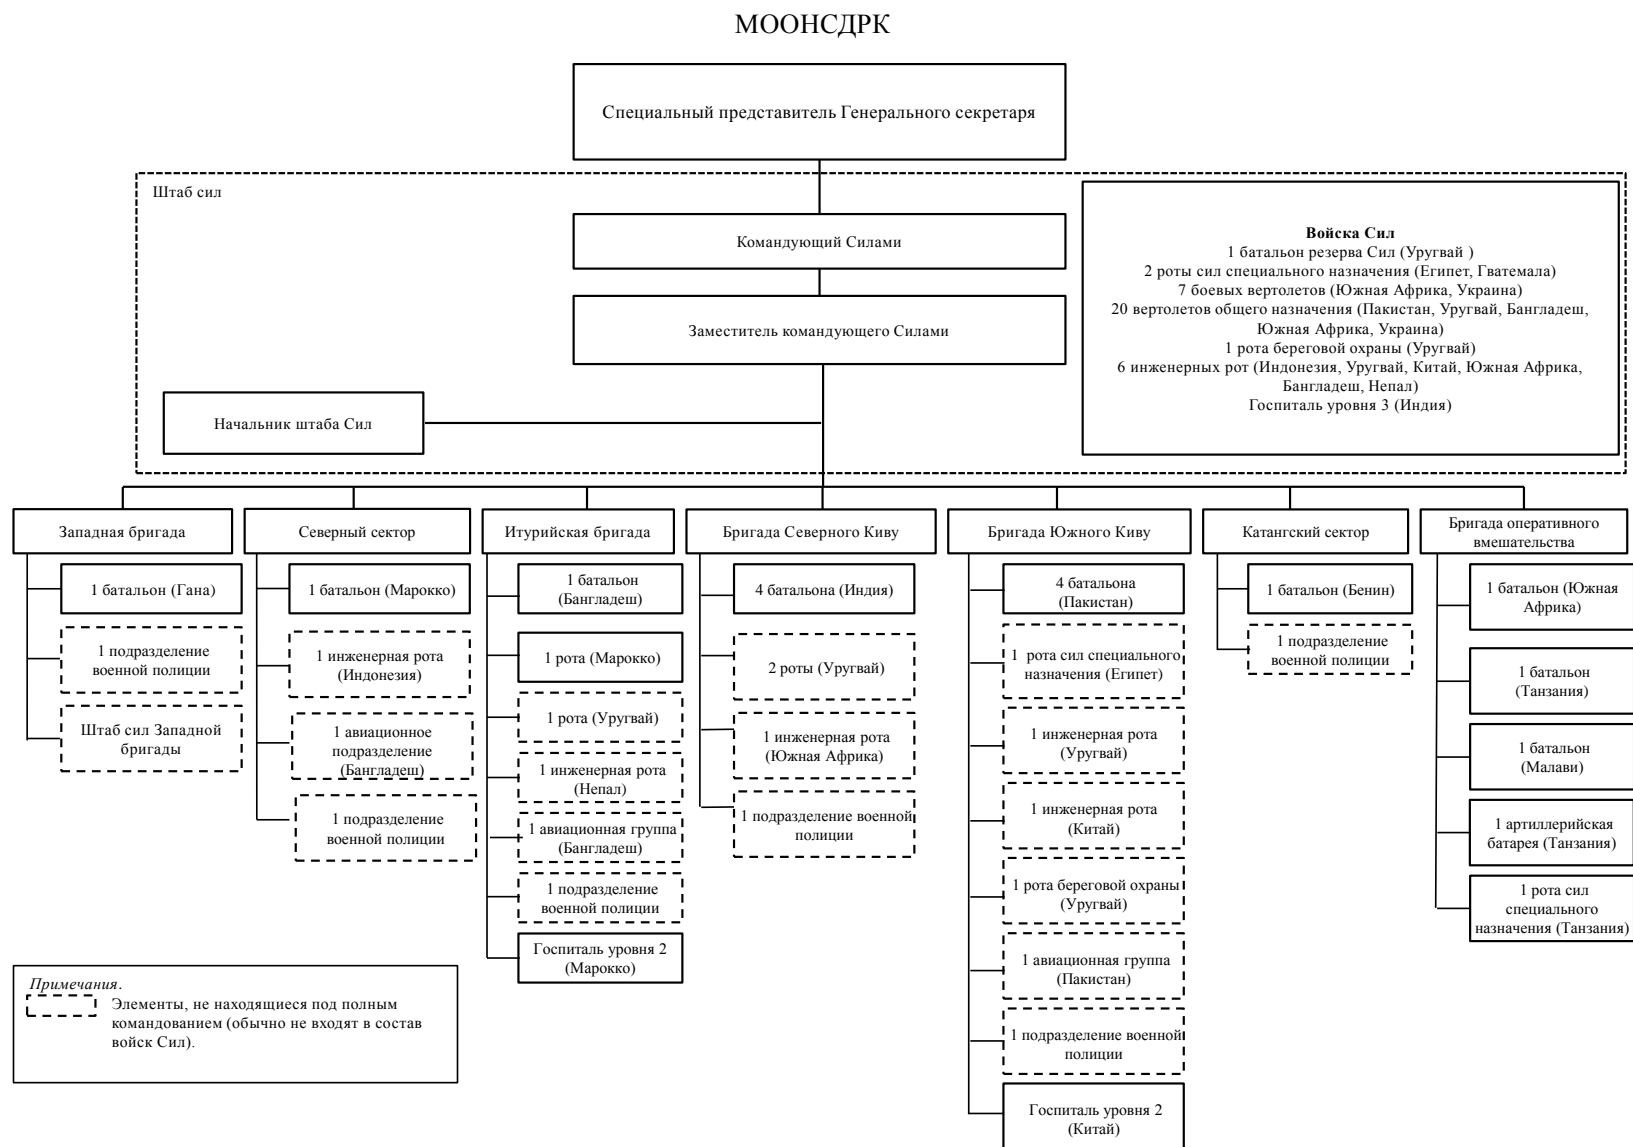 МООНСДРК
Специальный представитель Генерального секретаря
Штаб сил
Командующий Силами
Заместитель командующего Силами
Начальник штаба Сил
Войска Сил
1 батальон резерва Сил (Уругвай )
2 роты сил специального назначения (Египет, Гватемала)
7 боевых вертолетов (Южная Африка, Украина)
20 вертолетов общего назначения (Пакистан, Уругвай, Бангладеш,
Южная Африка, Украина)
1 рота береговой охраны (Уругвай)
6 инженерных рот (Индонезия, Уругвай, Китай, Южная Африка,
Бангладеш, Непал)
Госпиталь уровня 3 (Индия)
Западная бригада
1 батальон (Гана)
1 подразделение
военной полиции
Штаб сил Западной
бригады
Северный сектор
1 батальон (Марокко)
1 инженерная рота
(Индонезия)
1 авиационное
подразделение
(Бангладеш)
1 подразделение
военной полиции
Итурийская бригада
1 батальон
(Бангладеш)
1 рота (Марокко)
1 рота (Уругвай)
1 инженерная рота
(Непал)
1 авиационная группа
(Бангладеш)
1 подразделение
военной полиции
Госпиталь уровня 2
(Марокко)
Бригада Северного Киву
4 батальона (Индия)
2 роты (Уругвай)
1 инженерная рота
(Южная Африка)
1 подразделение военной
полиции
Бригада Южного Киву
4 батальона
(Пакистан)
1 рота сил специального
назначения (Египет)
1 инженерная рота
(Уругвай)
1 инженерная рота
(Китай)
1 рота береговой охраны
(Уругвай)
1 авиационная группа
(Пакистан)
1 подразделение военной
полиции
Госпиталь уровня 2
(Китай)
Катангский сектор
1 батальон (Бенин)
1 подразделение
военной полиции
Бригада оперативного
вмешательства
1 батальон (Южная
Африка)
1 батальон
(Танзания)
1 батальон
(Малави)
1 артиллерийская
батарея (Танзания)
1 рота сил
специального
назначения (Танзания)
Примечания.
Элементы, не находящиеся под полным
командованием (обычно не входят в состав
войск Сил).